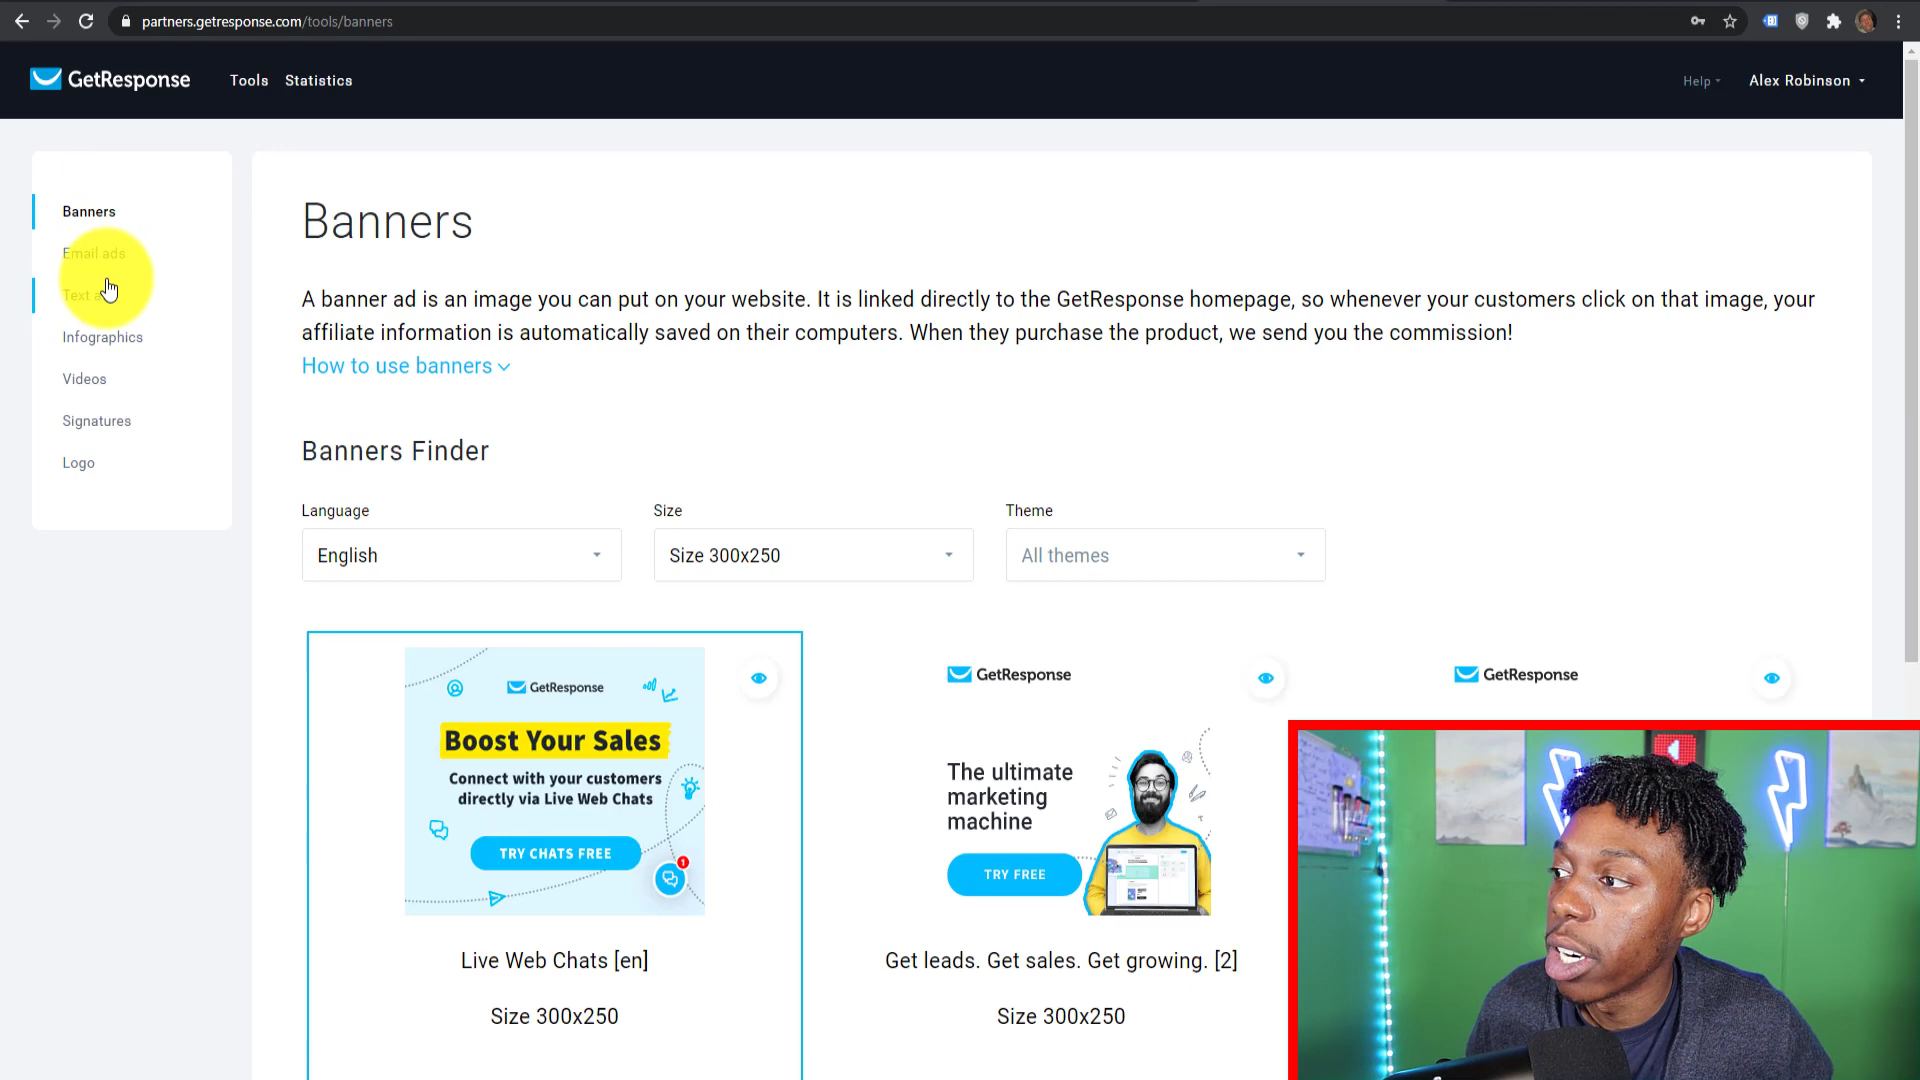 partners.getresponse.com/tools/banners
GetResponse
Tools
Statistics
Help
Alex Robinson
Banners
Email ads
Text
Infographics
Videos
Signatures
Logo
Banners
A banner ad is an image you can put on your website. It is linked directly to the GetResponse homepage, so whenever your customers click on that image, your
affiliate information is automatically saved on their computers. When they purchase the product, we send you the commission!
How to use banners
Banners Finder
Language
Size
Theme
English
Size 300x250
All themes
GetResponse
Boost Your Sales
Connect with your customers
directly via Live Web Chats
TRY CHATS FREE
1
Live Web Chats [en]
Size 300x250
GetResponse
The ultimate
marketing
machine
TRY FREE
Get leads. Get sales. Get growing. [2]
Size 300x250
GetResponse